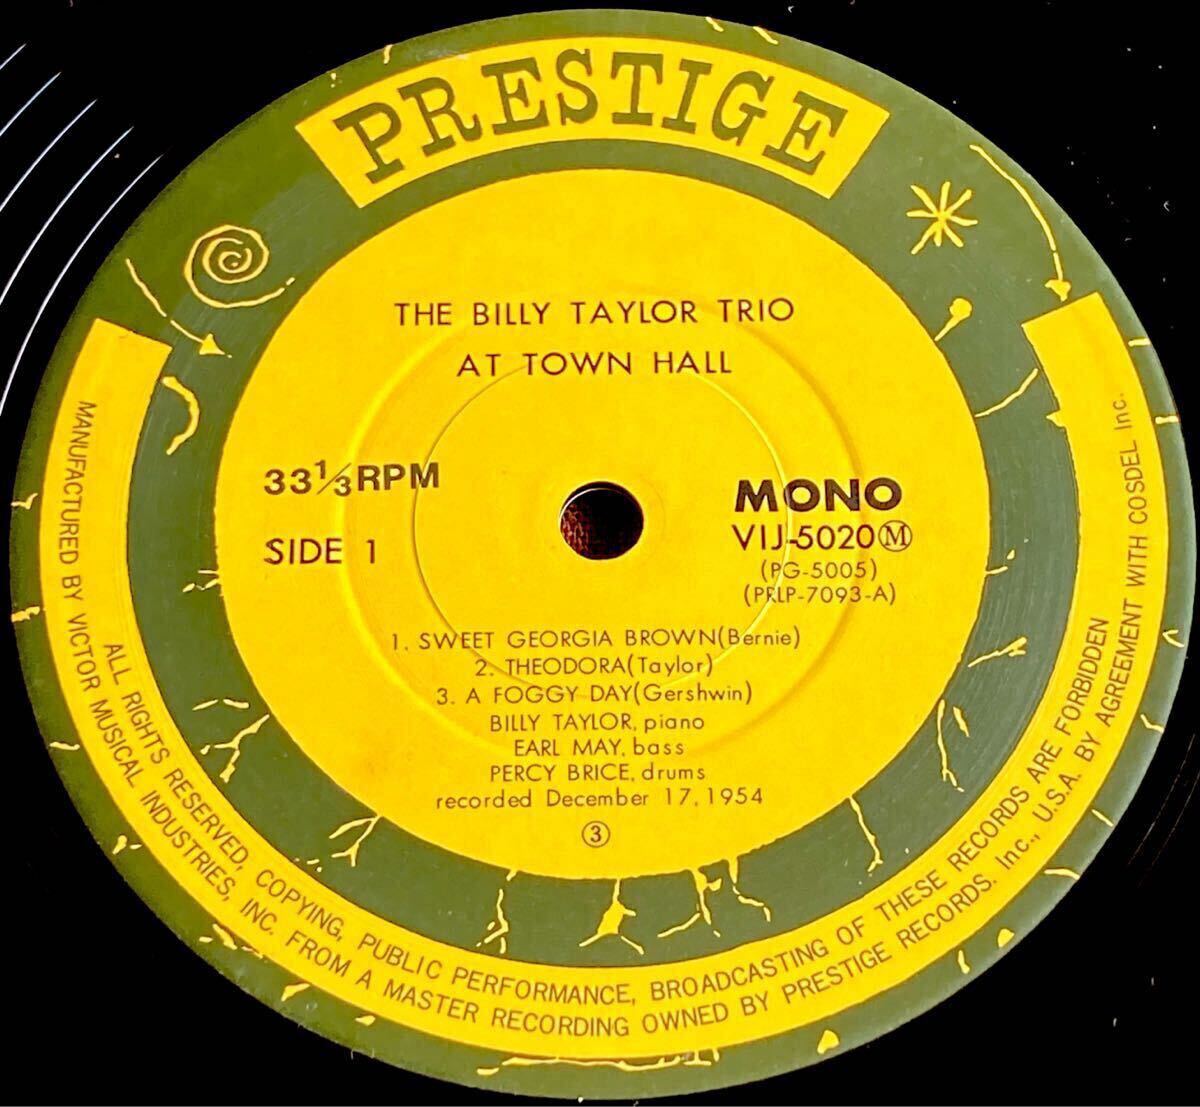 PRESTIGE
THE BILLY TAYLOR TRIO
AT TOWN HALL
33⅓RPM
SIDE 1
MONO
VIJ-5020Ⓜ
(PG-5005)
(PRLP-7093-A)
1. SWEET GEORGIA BROWN(Bernie)
2. THEODORA(Taylor)
3. A FOGGY DAY(Gershwin)
BILLY TAYLOR, piano
EARL MAY, bass
PERCY BRICE, drums
recorded December 17, 1954
③
ALL RIGHTS RESERVED, COPYING, PUBLIC PERFORMANCE, BROADCASTING OF THESE RECORDS ARE FORBIDDEN
MANUFACTURED BY VICTOR MUSICAL INDUSTRIES, INC. FROM A MASTER RECORDING OWNED BY PRESTIGE RECORDS. Inc., U.S.A. BY AGREEMENT WITH COSDEL Inc.